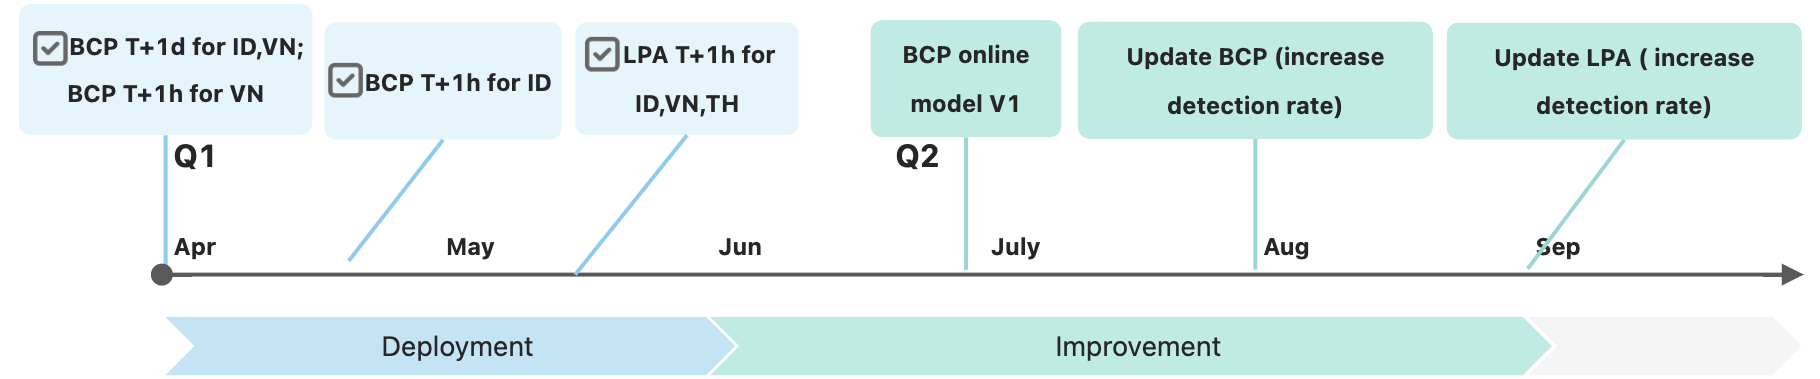 BCP T+1d for ID,VN;
BCP T+1h for VN
BCP T+1h for ID
LPA T+1h for
ID,VN,TH
BCP online
model V1
Update BCP (increase
detection rate)
Update LPA ( increase
detection rate)
Q1
Q2
Apr
May
Jun
July
Aug
Sep
Deployment
Improvement